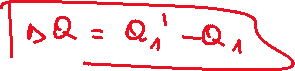 ΔQ = Q₁' - Q₁